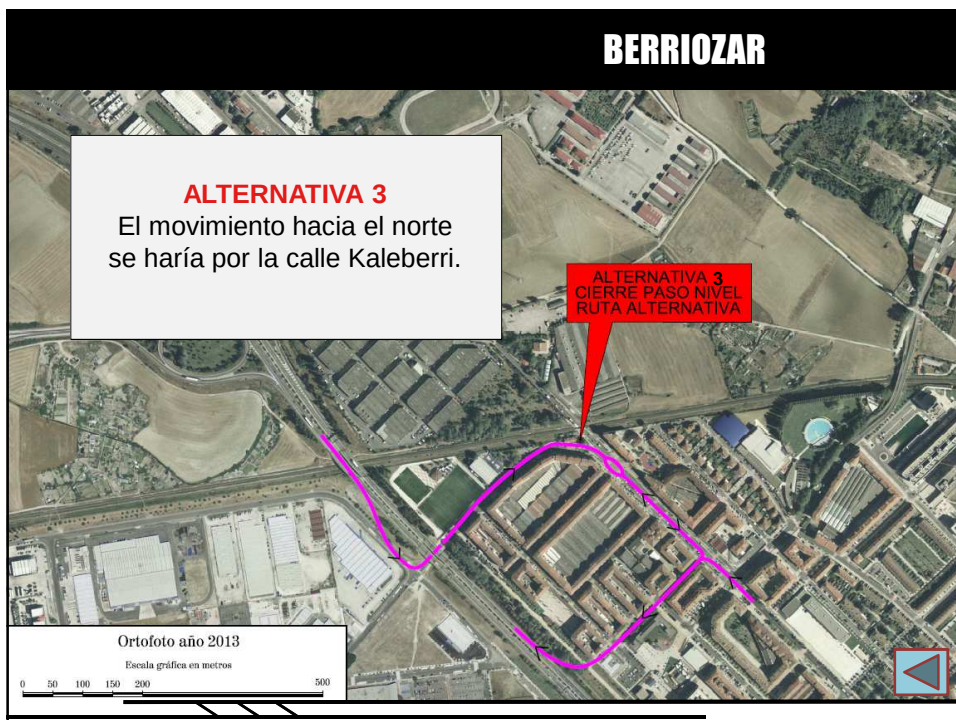 BERRIOZAR
ALTERNATIVA 3
El movimiento hacia el norte
se haría por la calle Kaleberri.
ALTERNATIVA 3
CIERRE PASO NIVEL
RUTA ALTERNATIVA
Ortofoto año 2013
Escala gráfica en metros
0 50 100 150 200 500